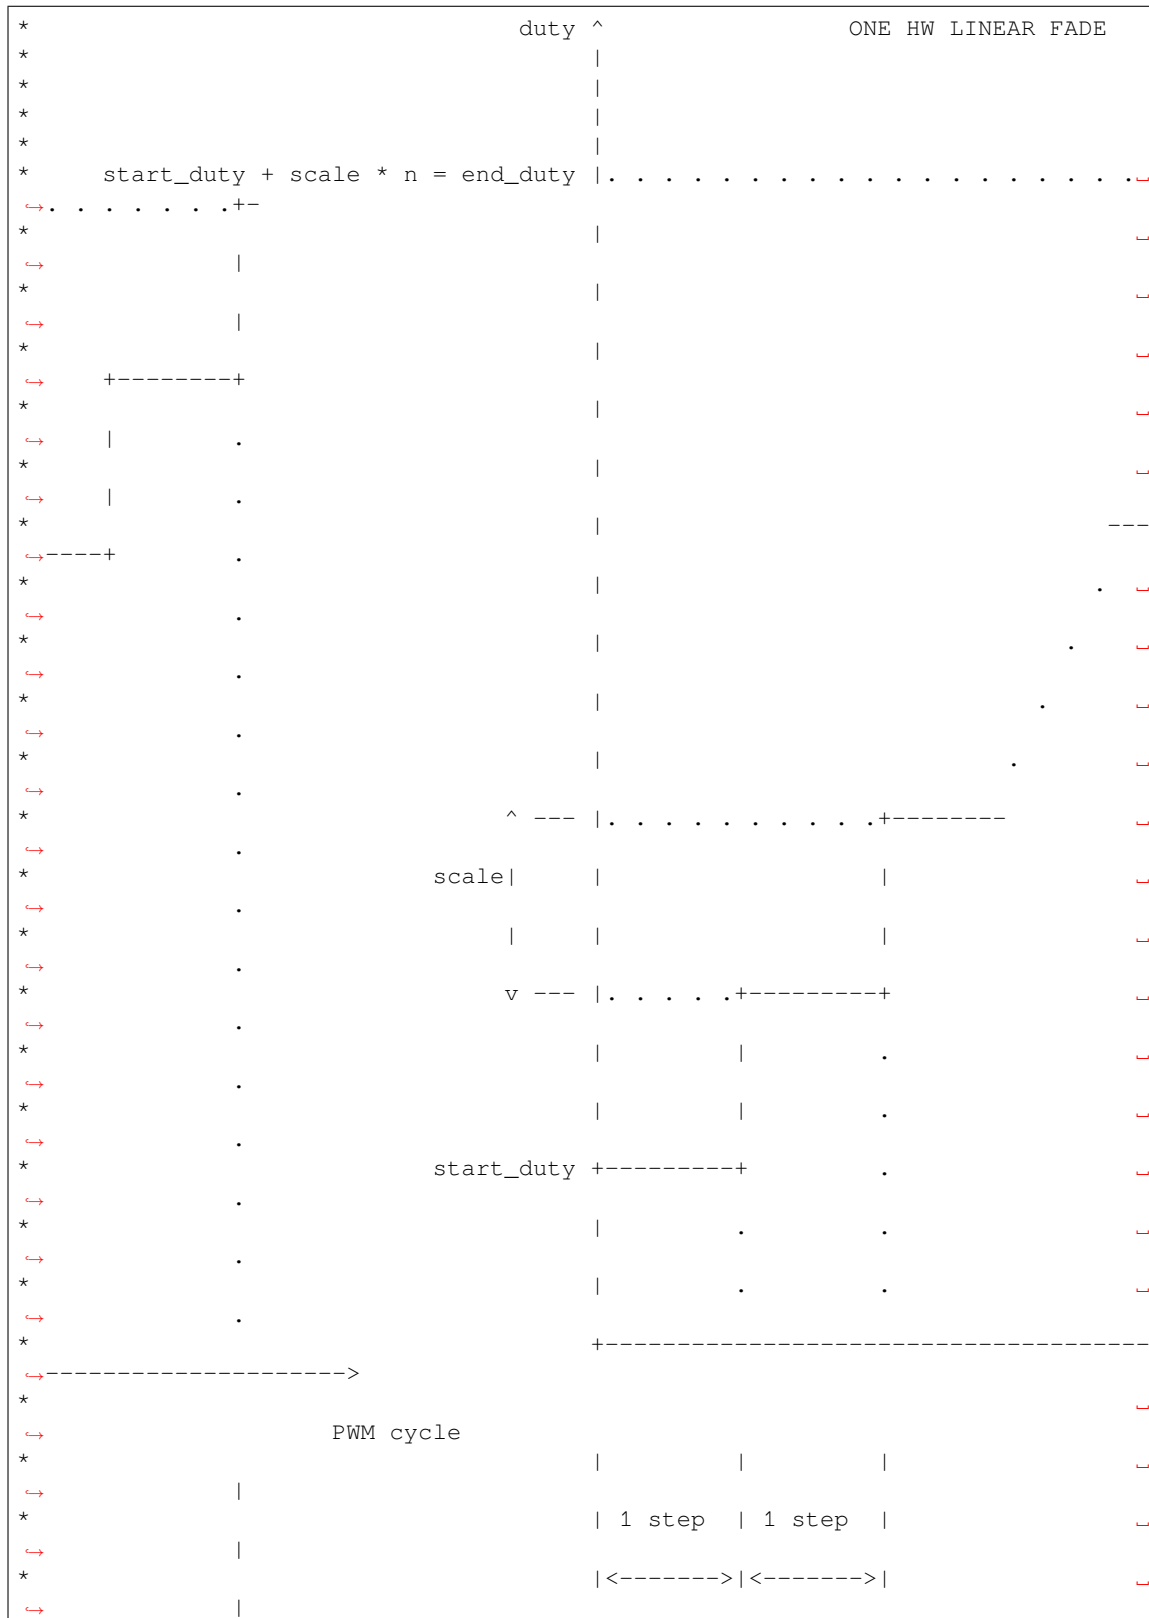 *                                  duty ^                 ONE HW LINEAR FADE
*                                       |
*                                       |
*                                       |
*                                       |
*     start_duty + scale * n = end_duty |. . . . . . . . . . . . . . . . . . .␣
↪. . . . . . .+-
*                                       |                                     ␣
↪             |
*                                       |                                     ␣
↪             |
*                                       |                                     ␣
↪    +--------+
*                                       |                                     ␣
↪    |        .
*                                       |                                     ␣
↪    |        .
*                                       |                                   ---
↪----+        .
*                                       |                                  .  ␣
↪             .
*                                       |                                .    ␣
↪             .
*                                       |                              .      ␣
↪             .
*                                       |                            .        ␣
↪             .
*                                 ^ --- |. . . . . . . . . .+--------         ␣
↪             .
*                            scale|     |                   |                 ␣
↪             .
*                                 |     |                   |                 ␣
↪             .
*                                 v --- |. . . . .+---------+                 ␣
↪             .
*                                       |         |         .                 ␣
↪             .
*                                       |         |         .                 ␣
↪             .
*                            start_duty +---------+         .                 ␣
↪             .
*                                       |         .         .                 ␣
↪             .
*                                       |         .         .                 ␣
↪             .
*                                       +--------------------------------------
↪--------------------->
*                                                                             ␣
↪                   PWM cycle
*                                       |         |         |                 ␣
↪             |
*                                       | 1 step  | 1 step  |                 ␣
↪             |
*                                       |<------->|<------->|                 ␣
↪             |